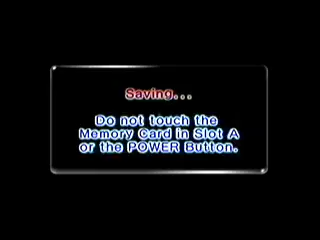 Saving...
Do not touch the
Memory Card in Slot A
or the POWER Button.